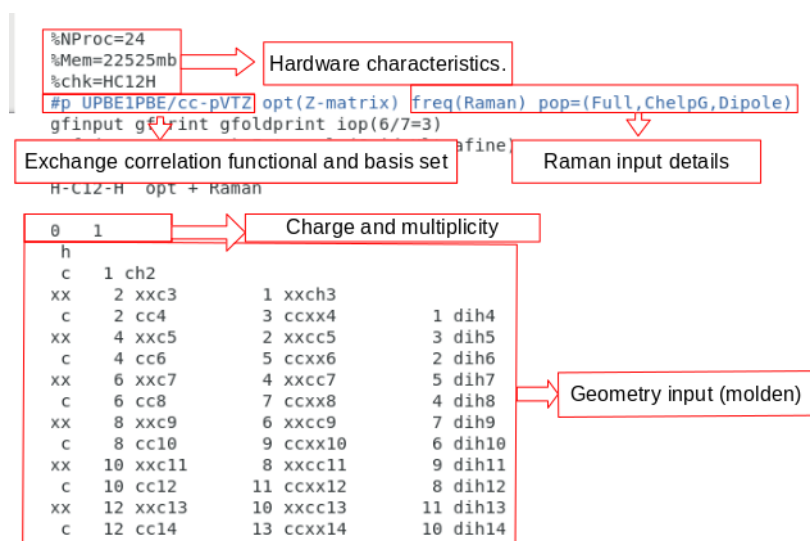 %NProc=24
%Mem=22525mb
%chk=HC12H
Hardware characteristics.
#p UPBE1PBE/cc-pVTZ opt(Z-matrix) freq(Raman) pop=(Full,ChelpG,Dipole)
gfinput gfprint gfoldprint iop(6/7=3)
Exchange correlation functional and basis set
Raman input details
H-C12-H opt + Raman
0 1
Charge and multiplicity
h
c 1 ch2
xx 2 xxc3 1 xxch3
c 2 cc4 3 ccxx4 1 dih4
xx 4 xxc5 2 xxcc5 3 dih5
c 4 cc6 5 ccxx6 2 dih6
xx 6 xxc7 4 xxcc7 5 dih7
c 6 cc8 7 ccxx8 4 dih8
xx 8 xxc9 6 xxcc9 7 dih9
c 8 cc10 9 ccxx10 6 dih10
xx 10 xxc11 8 xxcc11 9 dih11
c 10 cc12 11 ccxx12 8 dih12
xx 12 xxc13 10 xxcc13 11 dih13
c 12 cc14 13 ccxx14 10 dih14
Geometry input (molden)